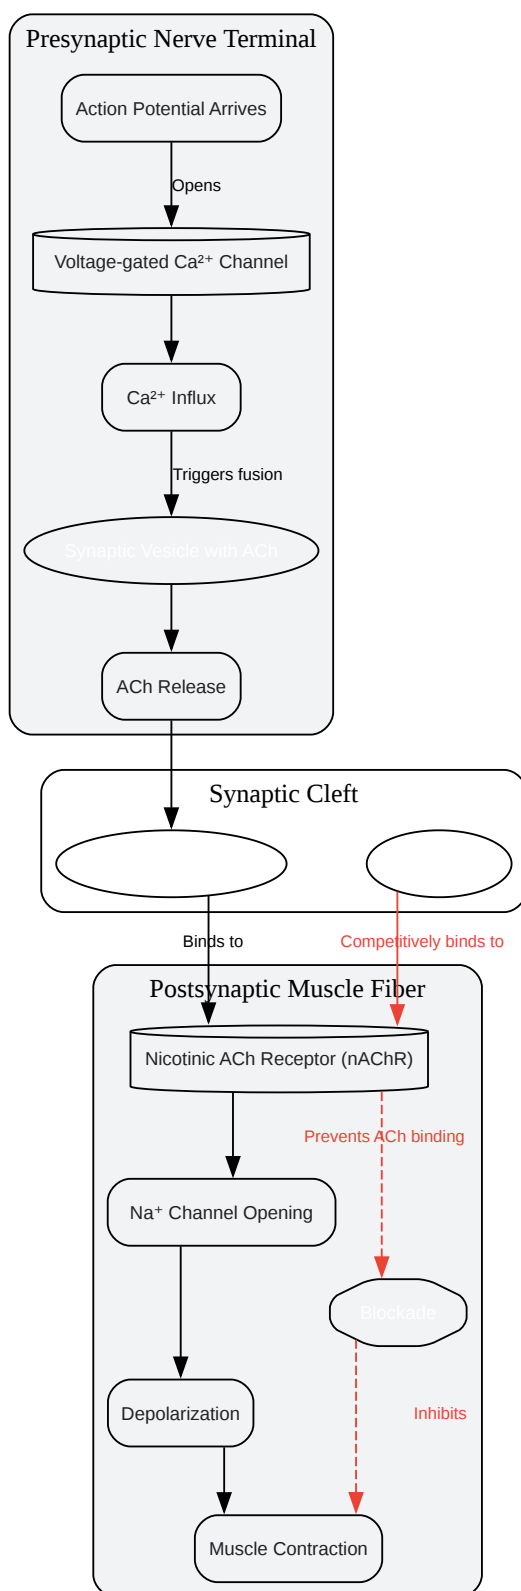 Presynaptic Nerve Terminal
Action Potential Arrives
Opens
Voltage-gated Ca²⁺ Channel
Ca²⁺ Influx
Triggers fusion
Synaptic Vesicle with ACh
ACh Release
Synaptic Cleft
Binds to
Competitively binds to
Postsynaptic Muscle Fiber
Nicotinic ACh Receptor (nAChR)
Prevents ACh binding
Na⁺ Channel Opening
Blockade
Depolarization
Inhibits
Muscle Contraction